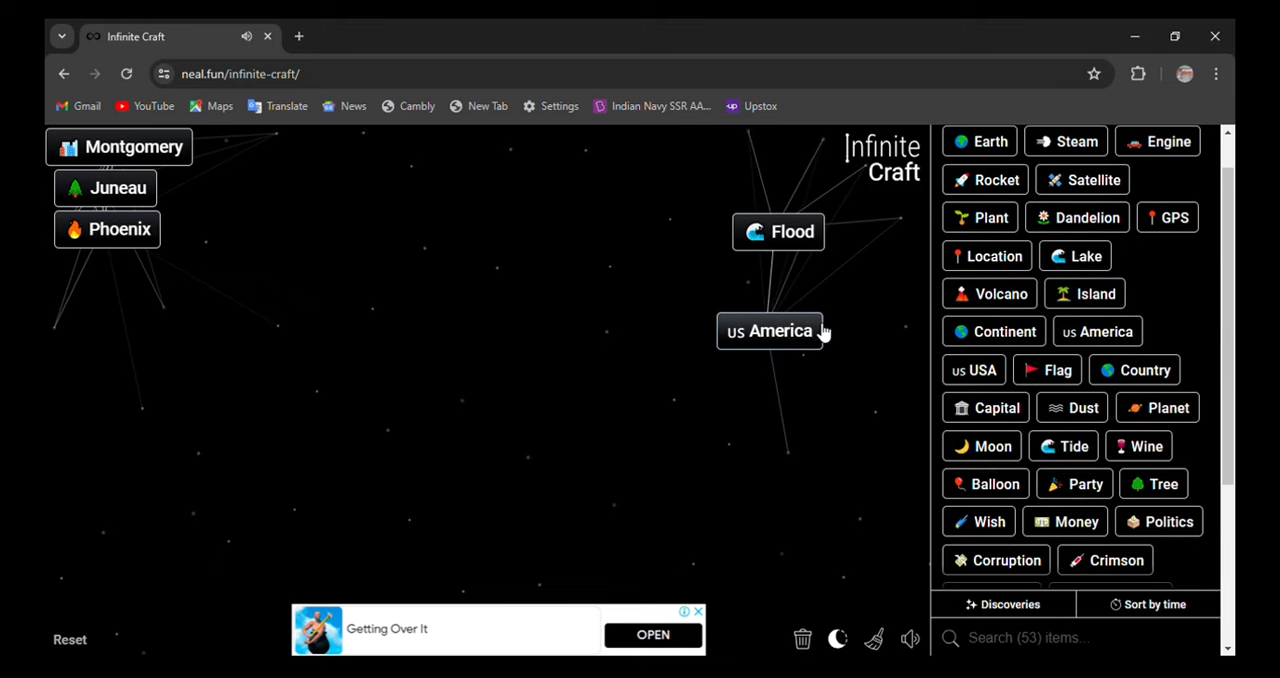 Infinite Craft
neal.fun/infinite-craft/
Gmail YouTube Maps Translate News Cambly New Tab Settings Indian Navy SSR AA... Upstox
Montgomery
Juneau
Phoenix
Infinite
Craft
Flood
US America
Earth Steam Engine
Rocket Satellite
Plant Dandelion GPS
Location Lake
Volcano Island
Continent US America
US USA Flag Country
Capital Dust Planet
Moon Tide Wine
Balloon Party Tree
Wish Money Politics
Corruption Crimson
Discoveries Sort by time
Search (53) items...
Getting Over It
OPEN
Reset